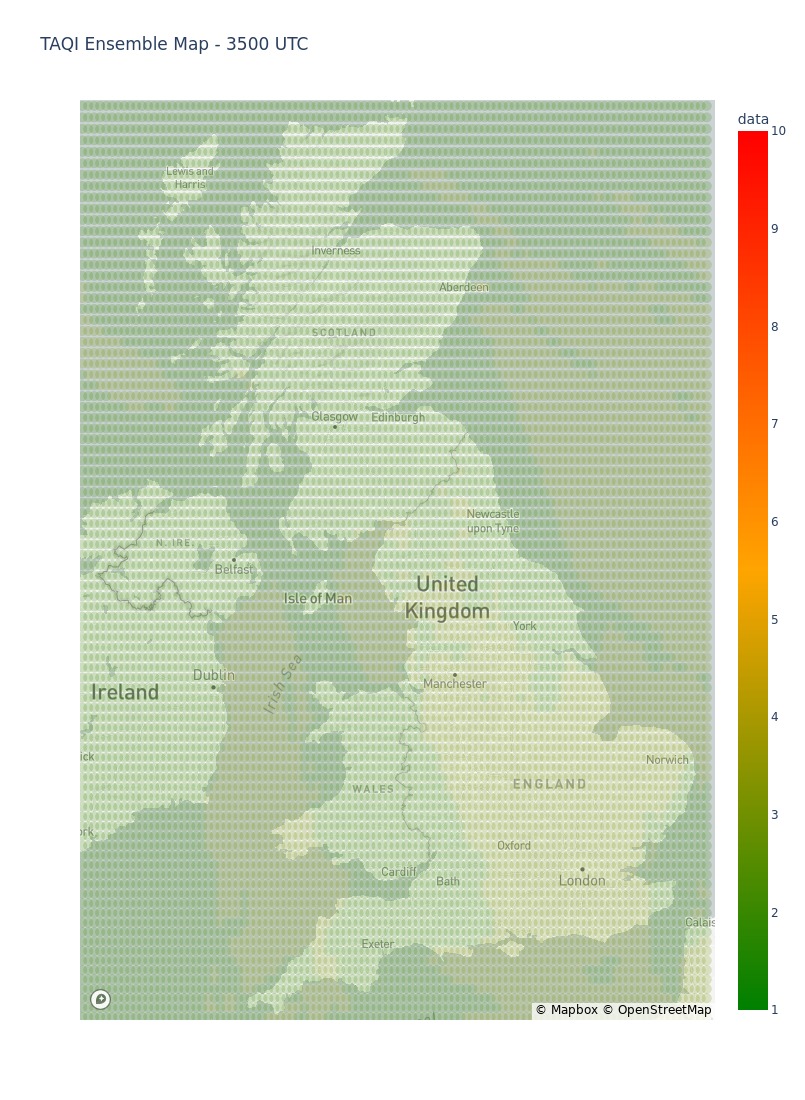 TAQI Ensemble Map - 3500 UTC
data
10
9
8
7
6
5
4
3
2
1
Lewis and
Harris
Inverness
Aberdeen
SCOTLAND
Glasgow
Edinburgh
Newcastle
upon Tyne
N. IRE.
Belfast
Isle of Man
United
Kingdom
York
Dublin
Irish Sea
Manchester
Ireland
ick
Norwich
WALES
ENGLAND
rk
Oxford
Cardiff
Bath
London
Calais
Exeter
© Mapbox © OpenStreetMap